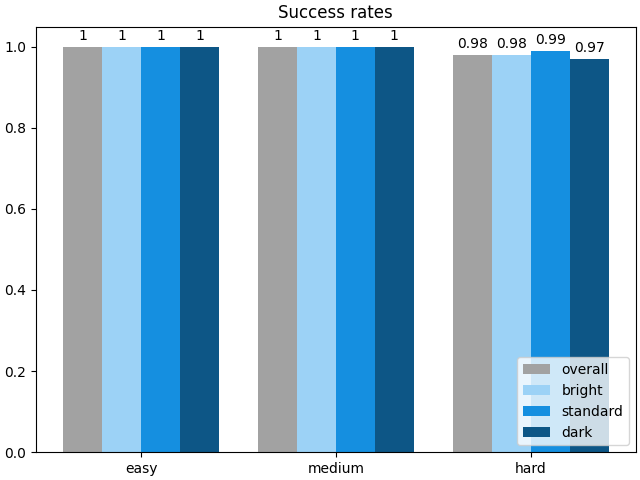 Success rates
1 1 1 1 1 1 1 1 0.98 0.98 0.99 0.97
1.0
0.8
0.6
0.4
0.2
0.0
overall
bright
standard
dark
easy medium hard